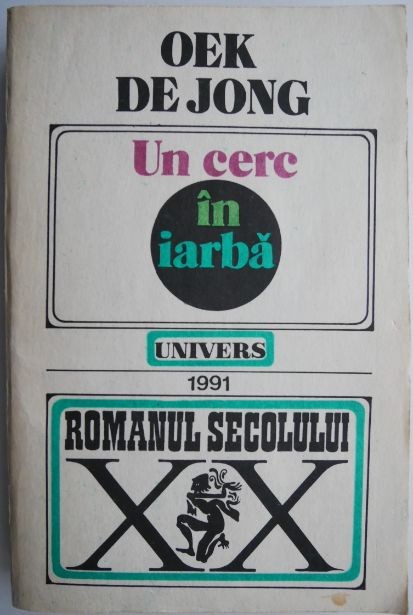 OEK
DE JONG
Un cerc
în
iarbă
UNIVERS
1991
ROMANUL SECOLULUI
XX